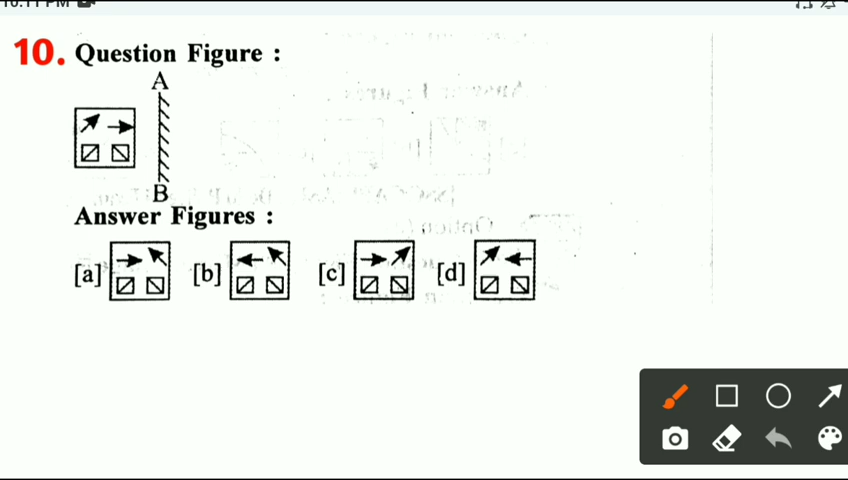 10. Question Figure :
A
B
Answer Figures :
[a] [b] [c] [d]